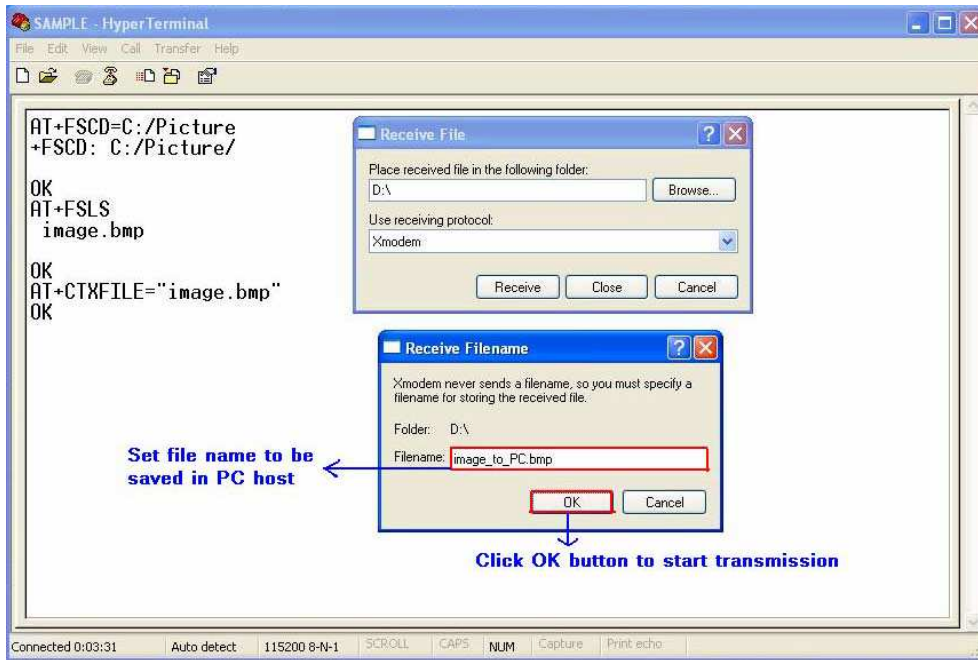 SAMPLE - HyperTerminal
File Edit View Call Transfer Help
AT+FSCD=C:/Picture
+FSCD: C:/Picture/
OK
AT+FSLS
image.bmp
OK
AT+CTXFILE="image.bmp"
OK
Receive File
Place received file in the following folder:
D:\
Browse...
Use receiving protocol:
Xmodem
Receive
Close
Cancel
Receive Filename
Xmodem never sends a filename, so you must specify a
filename for storing the received file.
Folder: D:\
Filename: image_to_PC.bmp
OK
Cancel
Set file name to be
saved in PC host
Click OK button to start transmission
Connected 0:03:31
Auto detect
115200 8-N-1
SCROLL
CAPS
NUM
Capture
Print echo